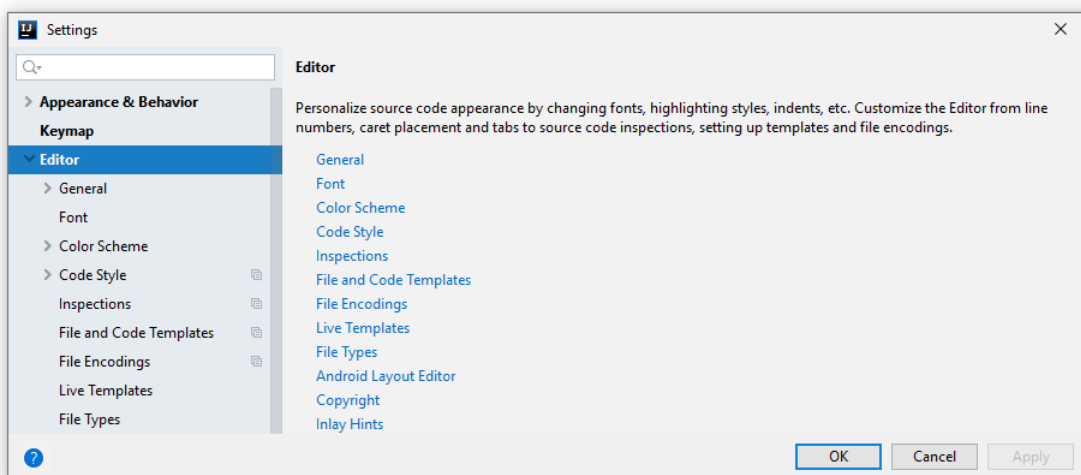 IJ
Settings
Appearance & Behavior
Keymap
Editor
General
Font
Color Scheme
Code Style
Inspections
File and Code Templates
File Encodings
Live Templates
File Types
Editor
Personalize source code appearance by changing fonts, highlighting styles, indents, etc. Customize the Editor from line
numbers, caret placement and tabs to source code inspections, setting up templates and file encodings.
General
Font
Color Scheme
Code Style
Inspections
File and Code Templates
File Encodings
Live Templates
File Types
Android Layout Editor
Copyright
Inlay Hints
?
OK
Cancel
Apply